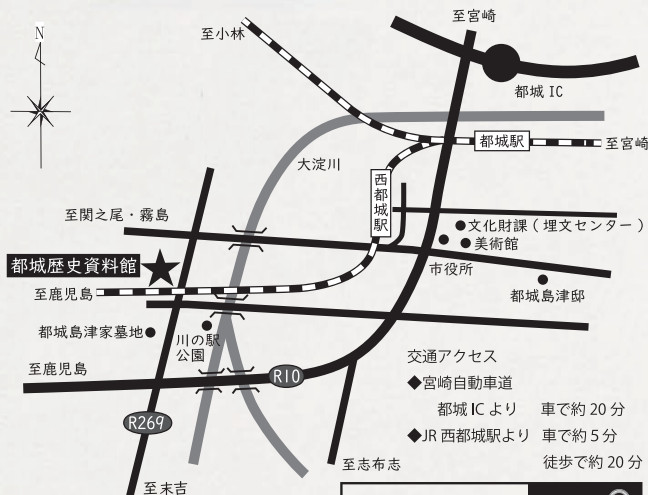 至宮崎
N
至小林
都城 IC
都城駅
至宮崎
大淀川
西都城駅
至関之尾・霧島
文化財課 ( 埋文センター )
美術館
市役所
都城歴史資料館
至鹿児島
都城島津邸
都城島津家墓地
川の駅
公園
至鹿児島
R10
R269
至志布志
至末吉
交通アクセス
◆宮崎自動車道
都城 IC より 車で約 20 分
◆JR 西都城駅より 車で約 5 分
徒歩で約 20 分